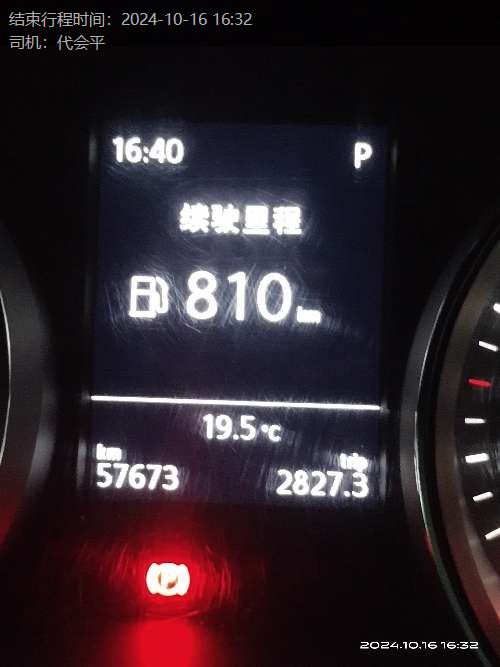 结束行程时间：2024-10-16 16:32
司机：代会平
16:40 P
续驶里程
810 km
19.5℃
km trip
57673 2827.3
(P)
2024.10.16 16:32